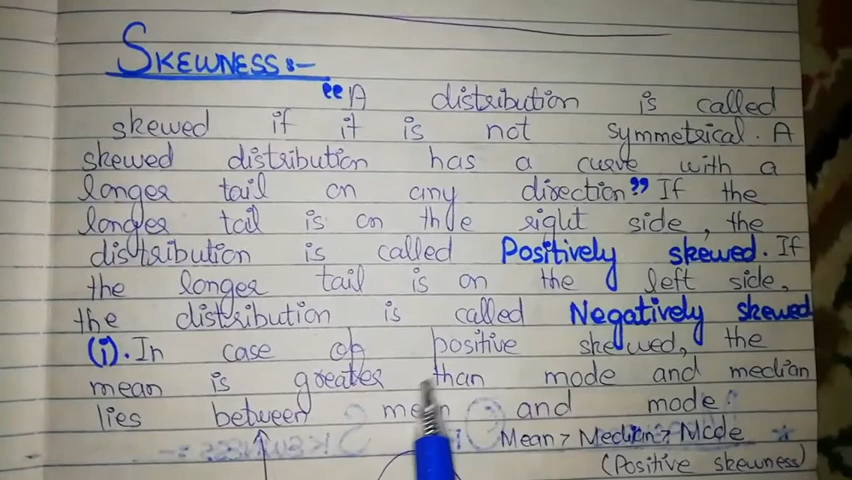 SKEWNESS:-
"A distribution is called
skewed if it is not symmetrical. A
skewed distribution has a curve with a
longer tail on any direction" If the
longer tail is on the right side, the
distribution is called Positively skewed. If
the longer tail is on the left side,
the distribution is called Negatively skewed
(i). In case of positive skewed, the
mean is greater than mode and median
lies between mean and mode.
Mean > Median > Mode
(Positive skewness)